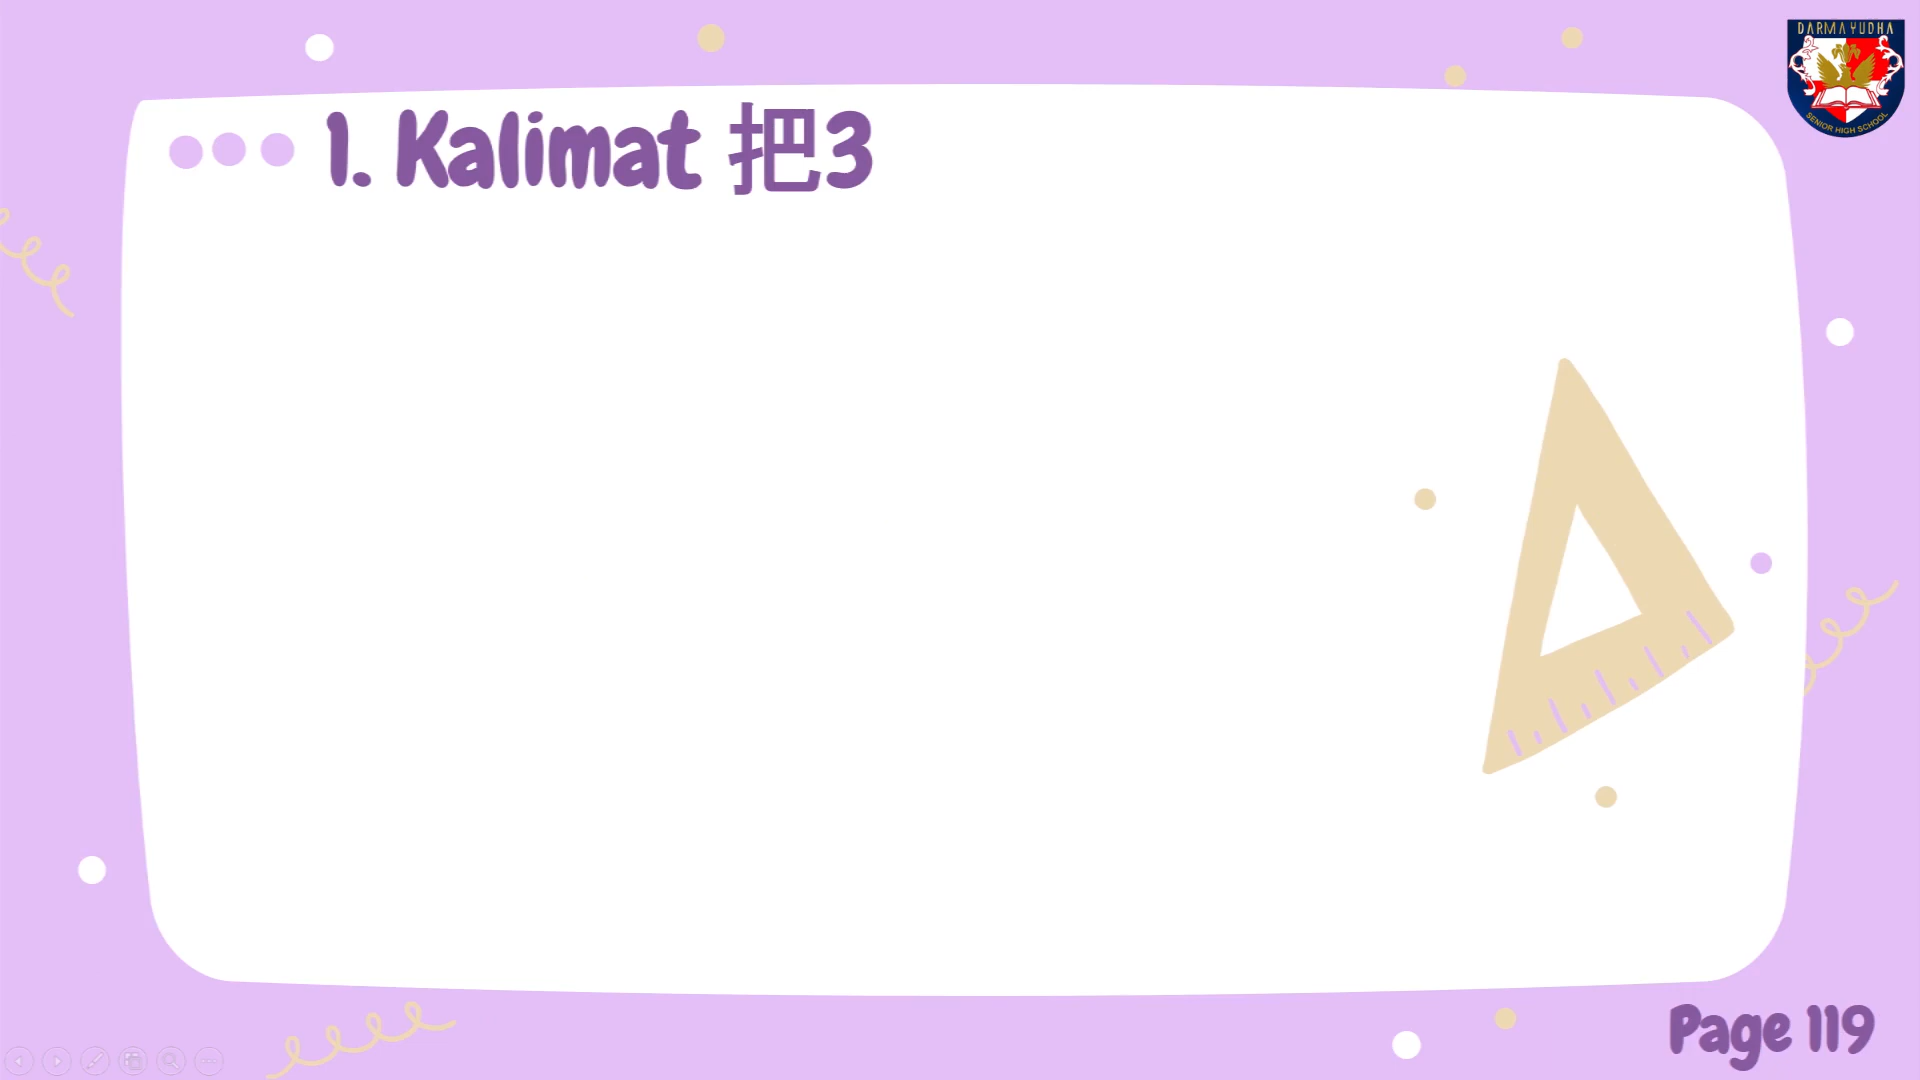 DARMA YUDHA
SENIOR HIGH SCHOOL
1. Kalimat 把3
Page 119